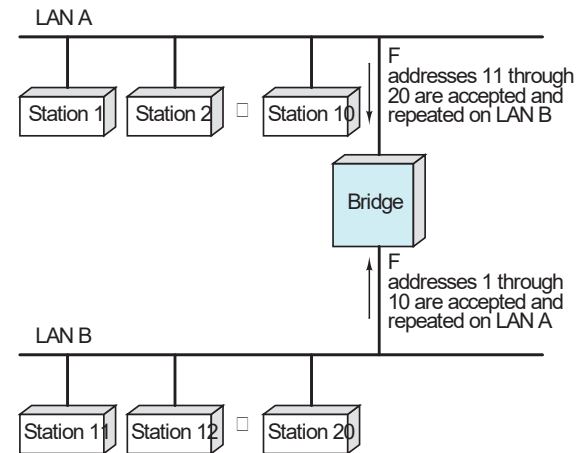 LAN A
F
addresses 11 through
20 are accepted and
repeated on LAN B
Station 1
Station 2
□
Station 10
Bridge
F
addresses 1 through
10 are accepted and
repeated on LAN A
LAN B
Station 11
Station 12
□
Station 20